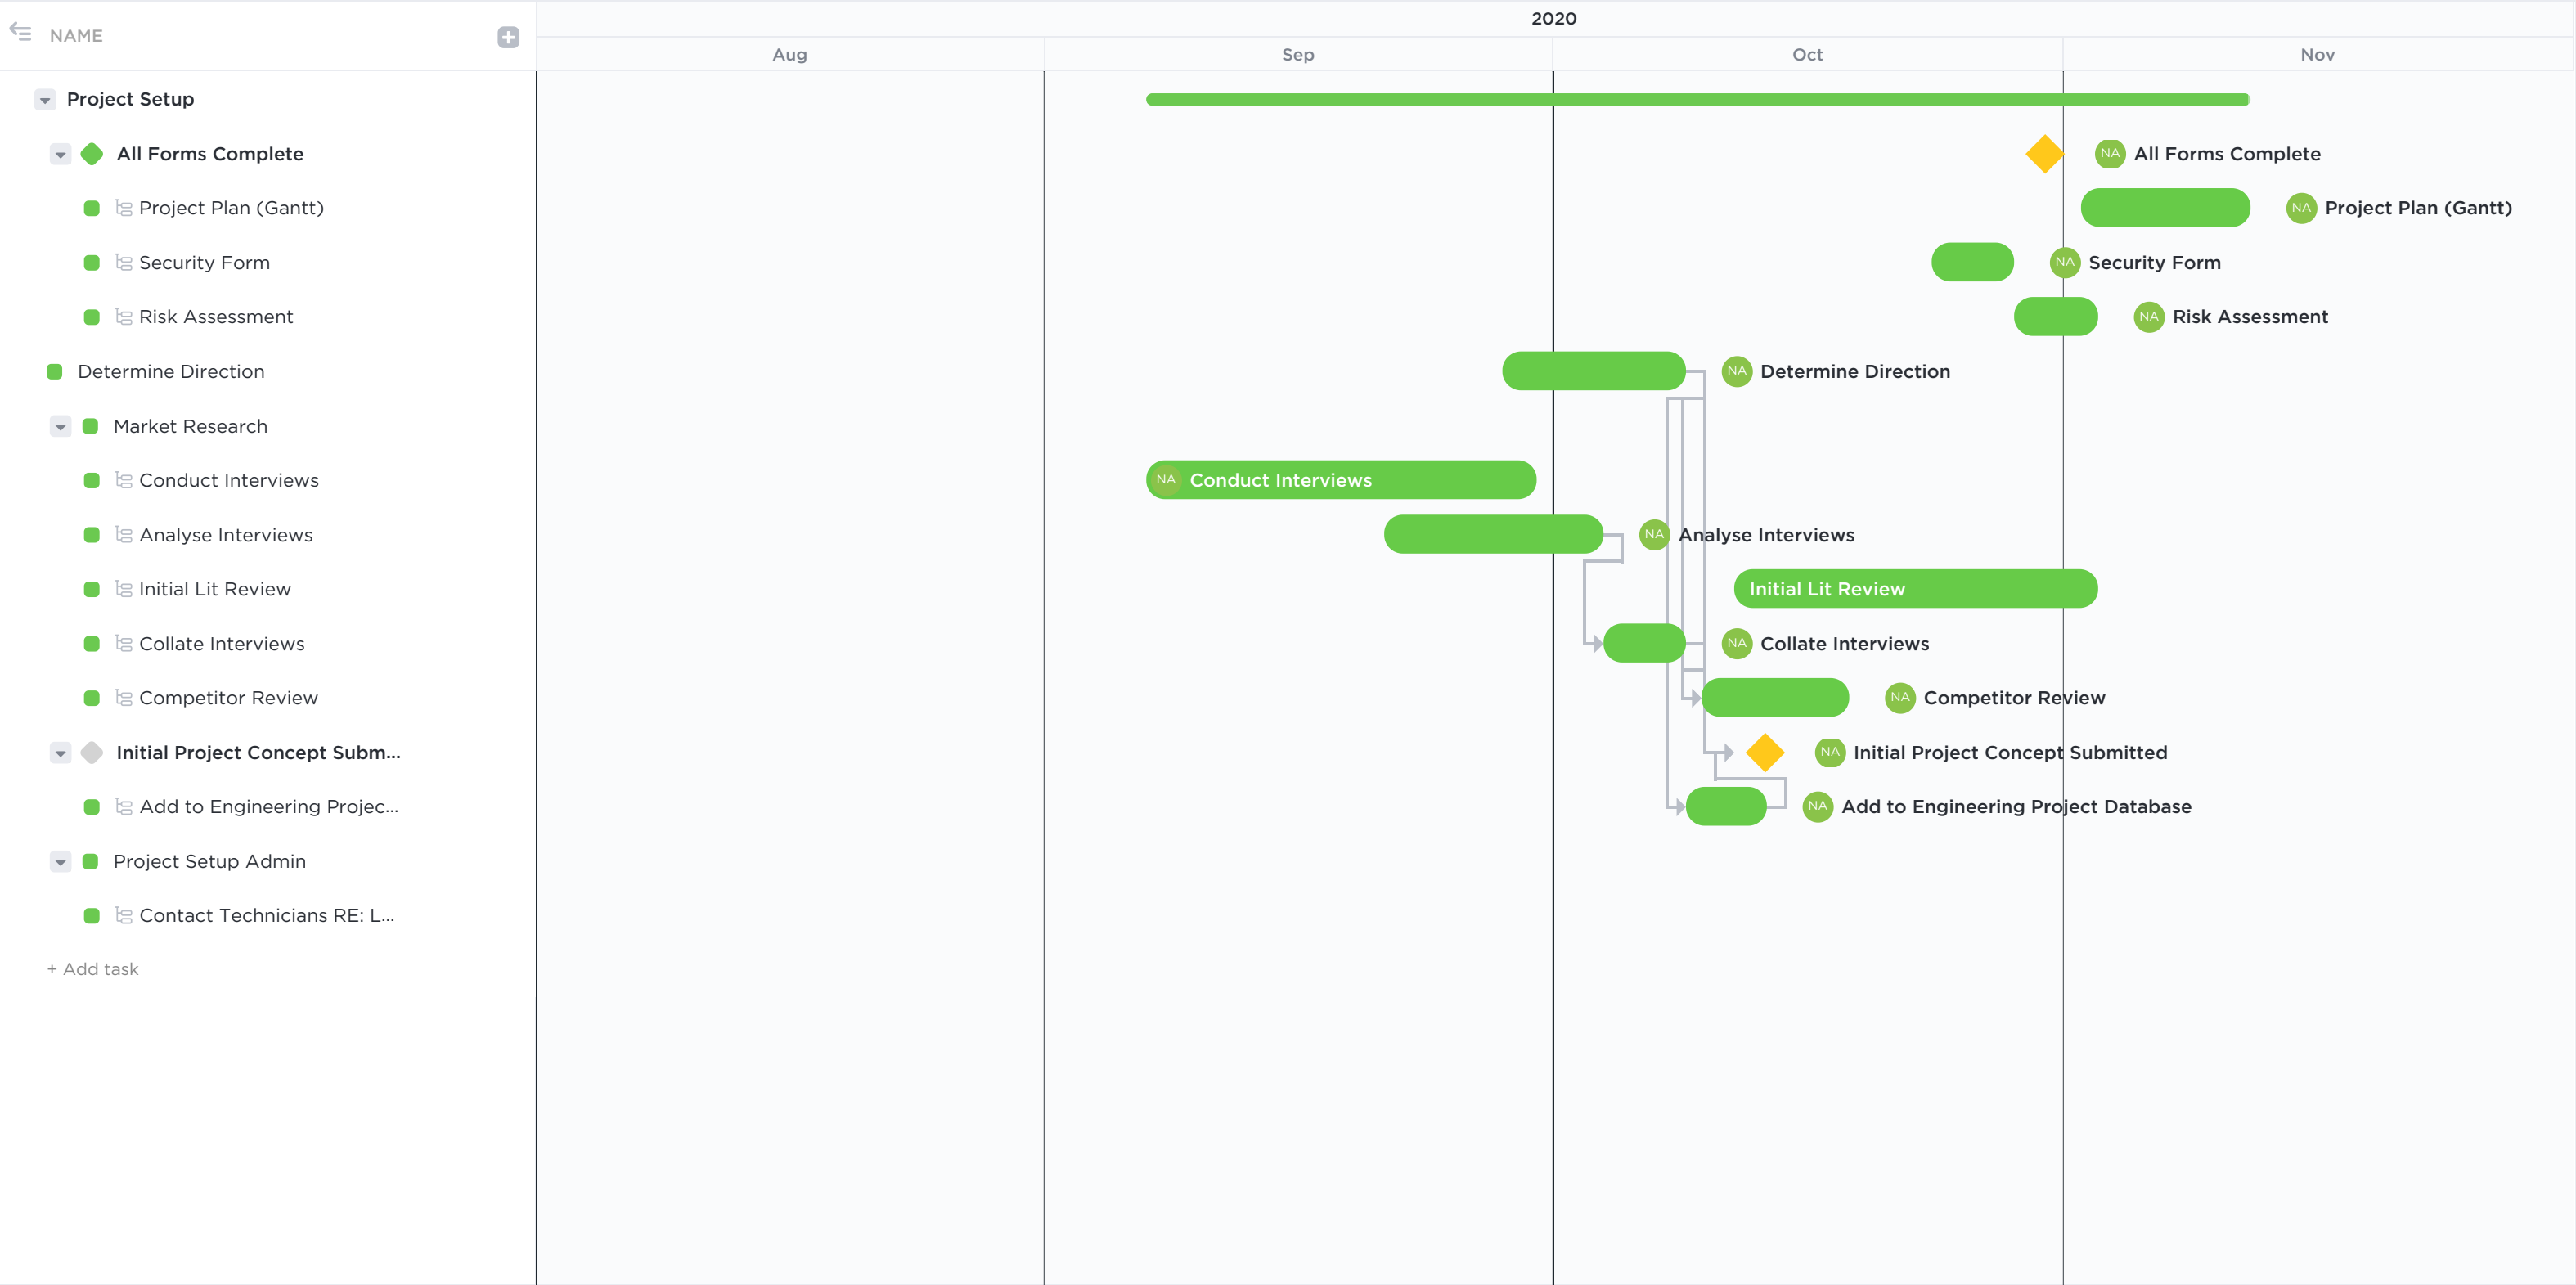 2020
NAME
Aug Sep Oct Nov
Project Setup
All Forms Complete NA All Forms Complete
Project Plan (Gantt) NA Project Plan (Gantt)
Security Form NA Security Form
Risk Assessment NA Risk Assessment
Determine Direction NA Determine Direction
Market Research
Conduct Interviews NA Conduct Interviews
Analyse Interviews NA Analyse Interviews
Initial Lit Review Initial Lit Review
Collate Interviews NA Collate Interviews
Competitor Review NA Competitor Review
Initial Project Concept Subm... NA Initial Project Concept Submitted
Add to Engineering Projec... NA Add to Engineering Project Database
Project Setup Admin
Contact Technicians RE: L...
+ Add task